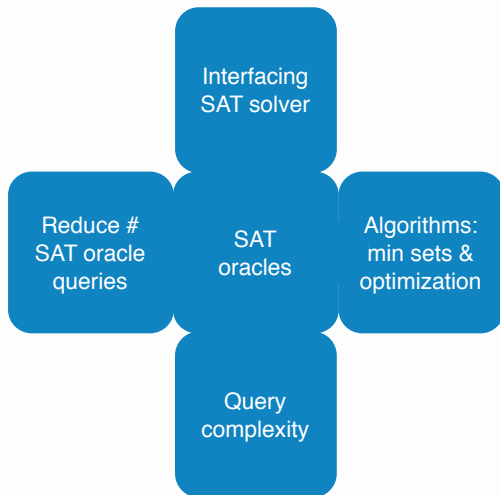 Interfacing
SAT solver
Reduce #
SAT oracle
queries
SAT
oracles
Algorithms:
min sets &
optimization
Query
complexity